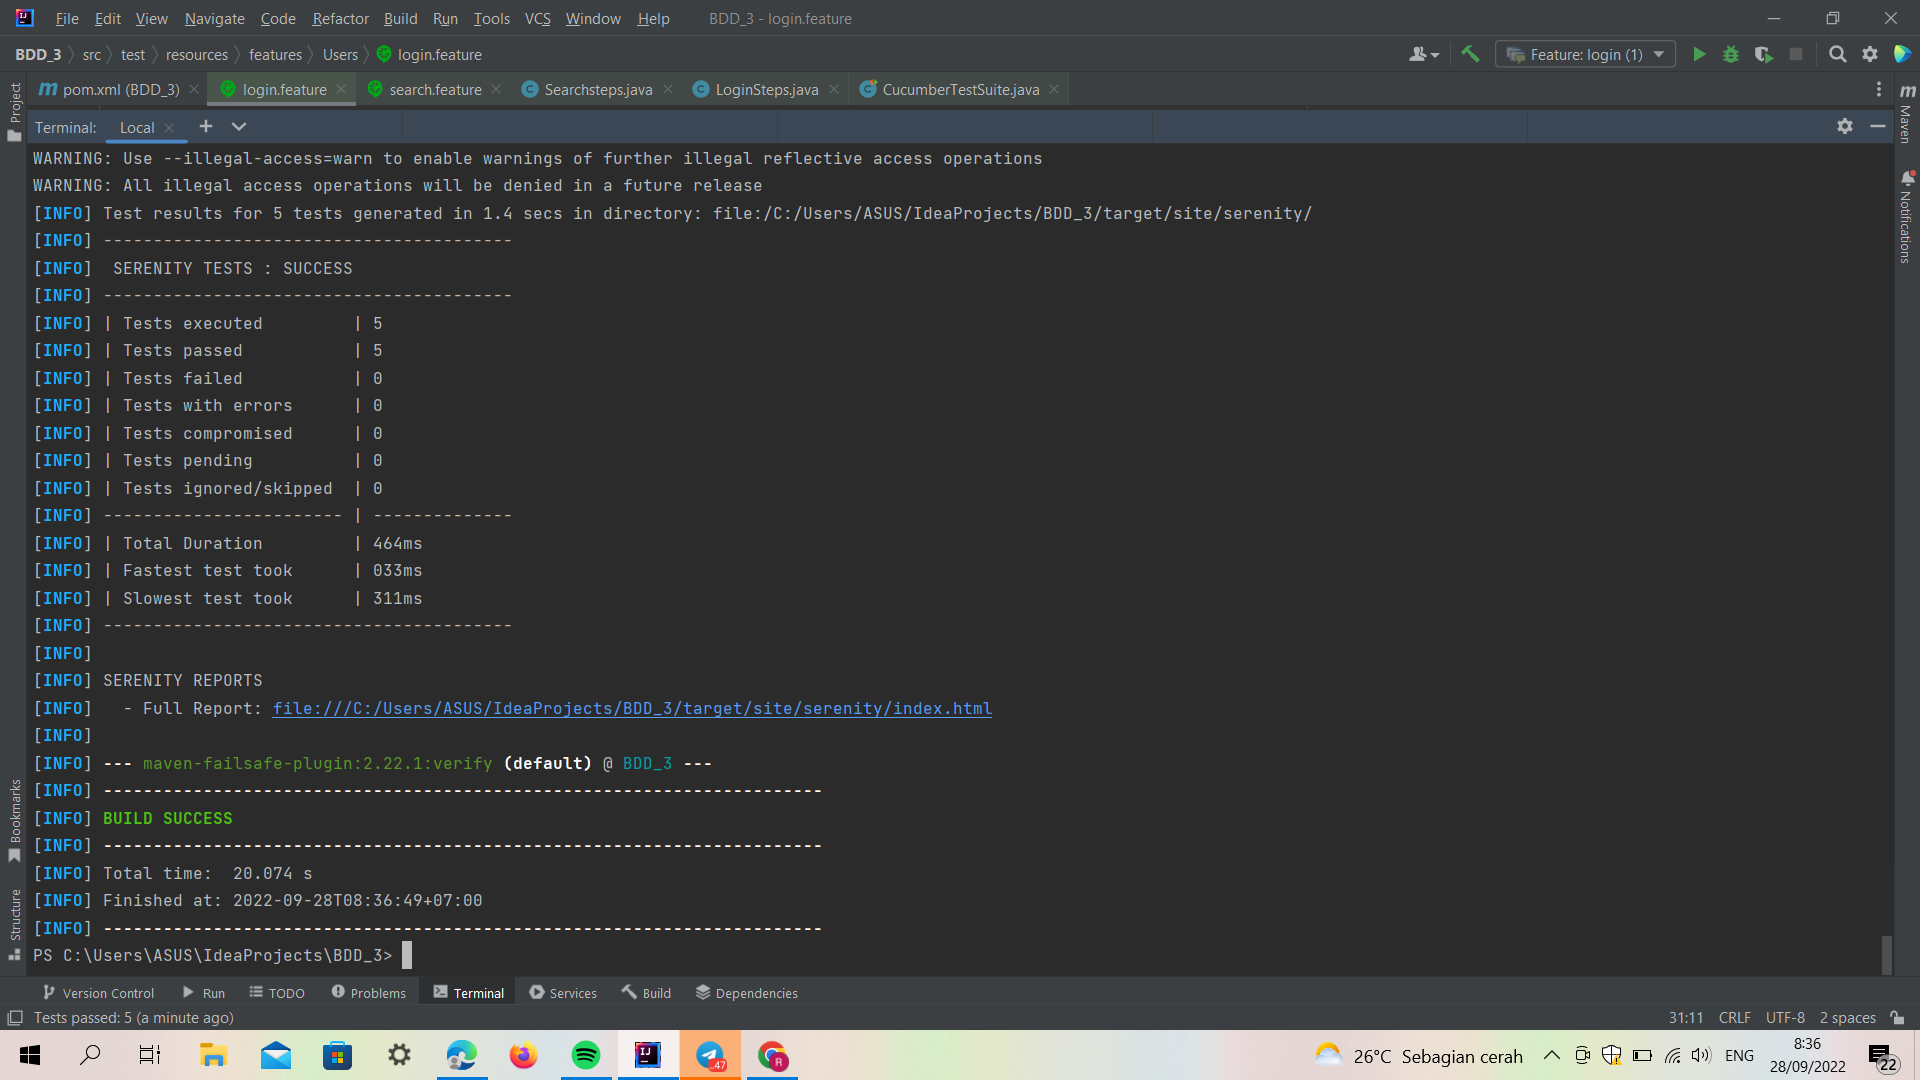 File Edit View Navigate Code Refactor Build Run Tools VCS Window Help BDD_3 - login.feature
BDD_3 src test resources features Users login.feature Feature: login (1)
Project
pom.xml (BDD_3) login.feature search.feature Searchsteps.java LoginSteps.java CucumberTestSuite.java
Maven
Terminal: Local
WARNING: Use --illegal-access=warn to enable warnings of further illegal reflective access operations
WARNING: All illegal access operations will be denied in a future release
Notifications
[INFO] Test results for 5 tests generated in 1.4 secs in directory: file:/C:/Users/ASUS/IdeaProjects/BDD_3/target/site/serenity/
[INFO] -----------------------------------------
[INFO]  SERENITY TESTS : SUCCESS
[INFO] -----------------------------------------
[INFO] | Tests executed         | 5
[INFO] | Tests passed           | 5
[INFO] | Tests failed           | 0
[INFO] | Tests with errors      | 0
[INFO] | Tests compromised      | 0
[INFO] | Tests pending          | 0
[INFO] | Tests ignored/skipped  | 0
[INFO] ------------------------ | --------------
[INFO] | Total Duration         | 464ms
[INFO] | Fastest test took      | 033ms
[INFO] | Slowest test took      | 311ms
[INFO] -----------------------------------------
[INFO]
[INFO] SERENITY REPORTS
[INFO]   - Full Report: file:///C:/Users/ASUS/IdeaProjects/BDD_3/target/site/serenity/index.html
[INFO]
[INFO] --- maven-failsafe-plugin:2.22.1:verify (default) @ BDD_3 ---
[INFO] ------------------------------------------------------------------------
[INFO] BUILD SUCCESS
[INFO] ------------------------------------------------------------------------
[INFO] Total time:  20.074 s
[INFO] Finished at: 2022-09-28T08:36:49+07:00
[INFO] ------------------------------------------------------------------------
PS C:\Users\ASUS\IdeaProjects\BDD_3>
Bookmarks
Structure
Version Control Run TODO Problems Terminal Services Build Dependencies
Tests passed: 5 (a minute ago) 31:11 CRLF UTF-8 2 spaces
26°C Sebagian cerah ENG 8:36
28/09/2022
22
..47